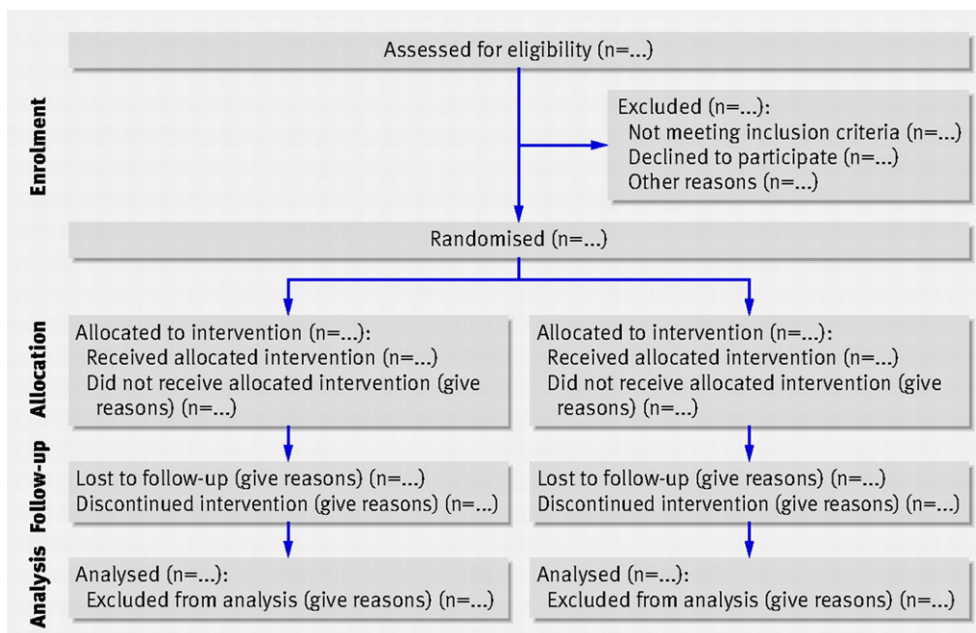 Assessed for eligibility (n=...)
Enrolment
Excluded (n=...):
Not meeting inclusion criteria (n=...)
Declined to participate (n=...)
Other reasons (n=...)
Randomised (n=...)
Allocation
Allocated to intervention (n=...):
Received allocated intervention (n=...)
Did not receive allocated intervention (give
reasons) (n=...)
Allocated to intervention (n=...):
Received allocated intervention (n=...)
Did not receive allocated intervention (give
reasons) (n=...)
Follow-up
Lost to follow-up (give reasons) (n=...)
Discontinued intervention (give reasons) (n=...)
Lost to follow-up (give reasons) (n=...)
Discontinued intervention (give reasons) (n=...)
Analysis
Analysed (n=...):
Excluded from analysis (give reasons) (n=...)
Analysed (n=...):
Excluded from analysis (give reasons) (n=...)